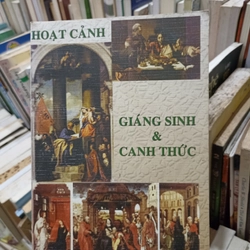 HOẠT CẢNH
GIÁNG SINH
&
CANH THỨC